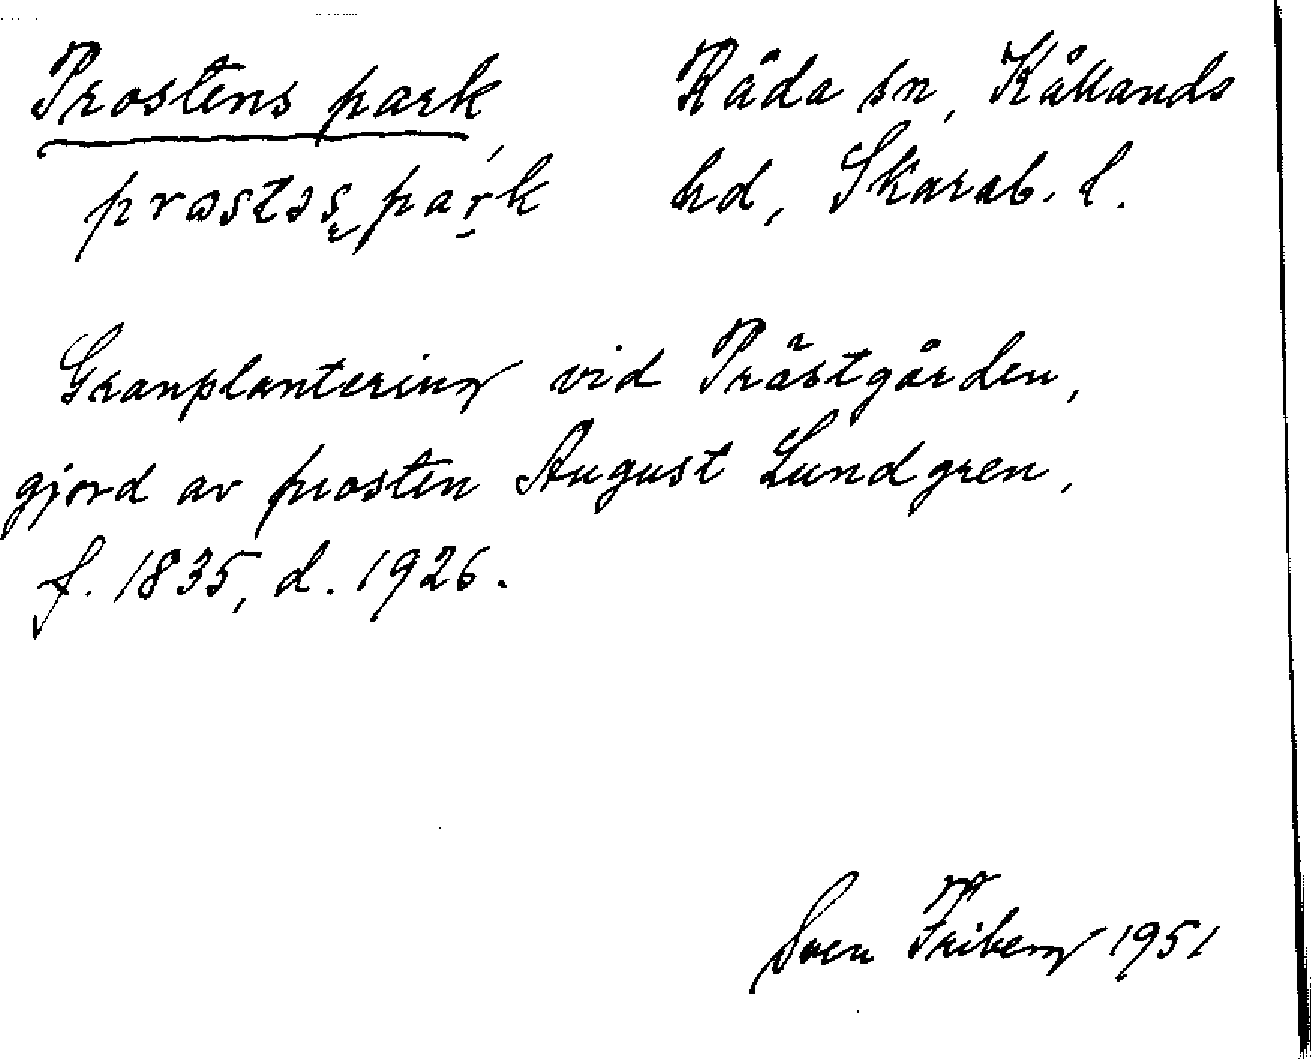 Prostens park Råda sn, Kållands
prostəs park hd, Skarab. l.
Granplantering vid Prästgården,
gjord av prosten August Lundgren,
f. 1835, d. 1926.
Sven Friberg 1951